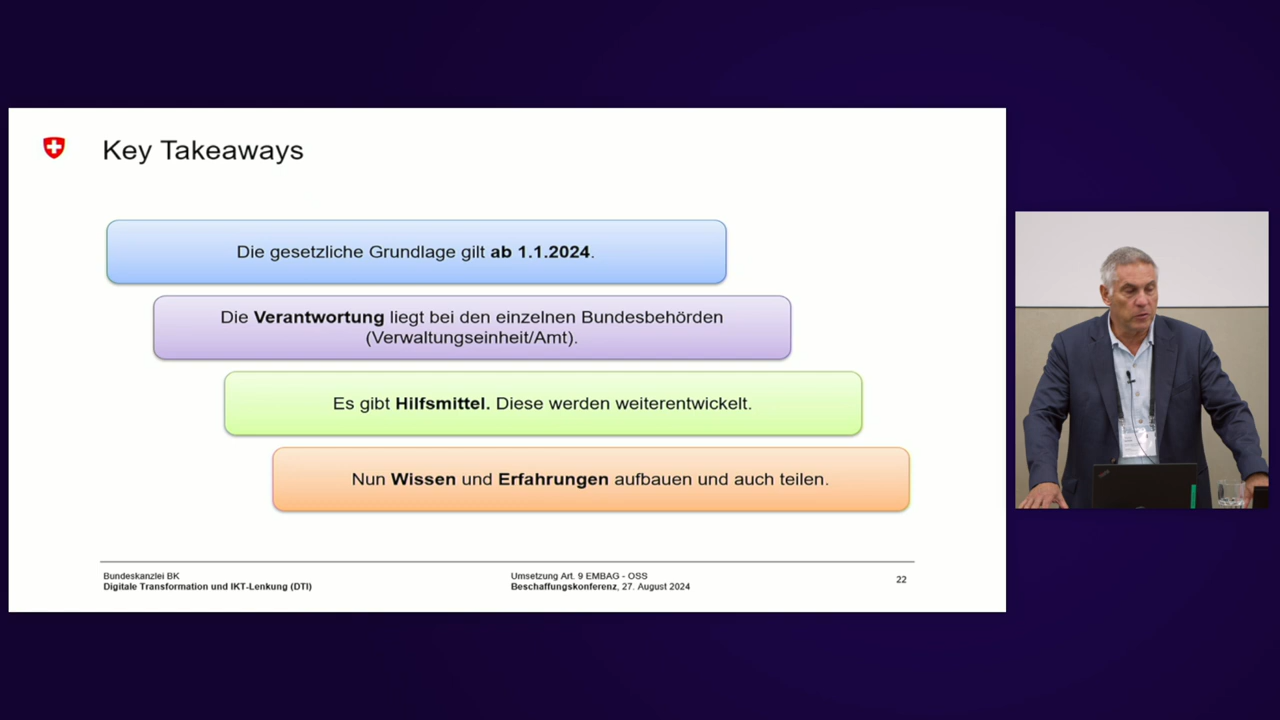 Key Takeaways
Die gesetzliche Grundlage gilt ab 1.1.2024.
Die Verantwortung liegt bei den einzelnen Bundesbehörden
(Verwaltungseinheit/Amt).
Es gibt Hilfsmittel. Diese werden weiterentwickelt.
Nun Wissen und Erfahrungen aufbauen und auch teilen.
Bundeskanzlei BK
Digitale Transformation und IKT-Lenkung (DTI)
Umsetzung Art. 9 EMBAG - OSS
Beschaffungskonferenz, 27. August 2024
22